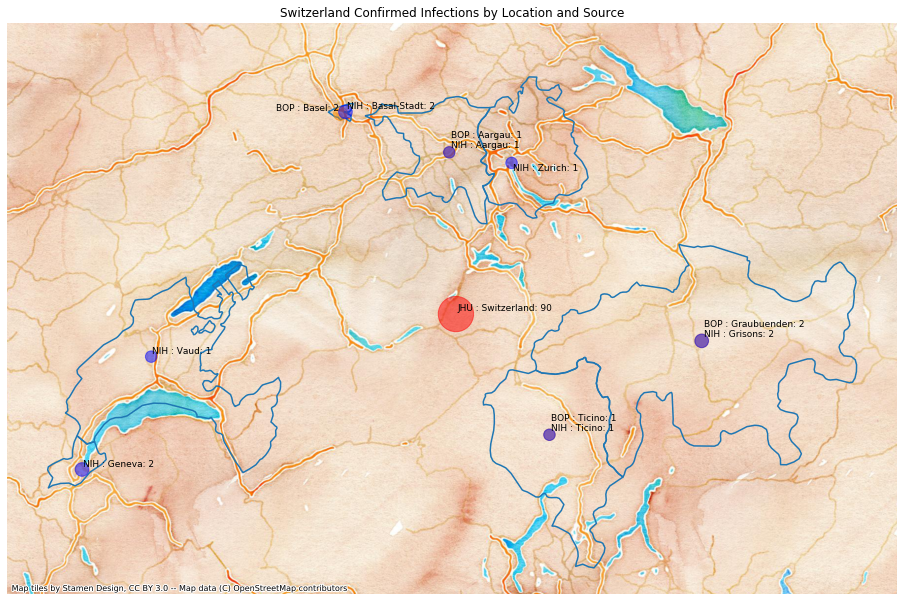 Switzerland Confirmed Infections by Location and Source
BOP : Basel: 2
NIH : Basel-Stadt: 2
BOP : Aargau: 1
NIH : Aargau: 1
NIH : Zurich: 1
JHU : Switzerland: 90
BOP : Graubuenden: 2
NIH : Grisons: 2
NIH : Vaud: 1
BOP : Ticino: 1
NIH : Ticino: 1
NIH : Geneva: 2
Map tiles by Stamen Design, CC BY 3.0 -- Map data (C) OpenStreetMap contributors